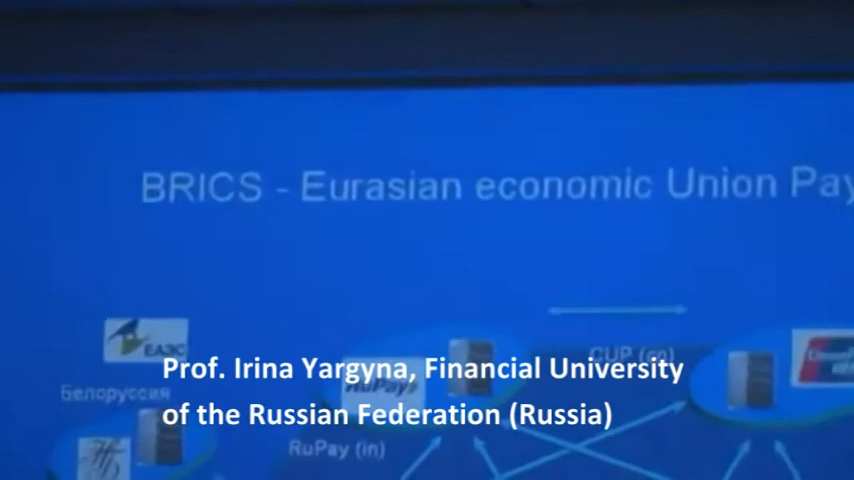 BRICS - Eurasian economic Union Pay
ЕАЭС
CUP (cn)
Prof. Irina Yargyna, Financial University
RuPay
Белоруссия
of the Russian Federation (Russia)
RuPay (in)